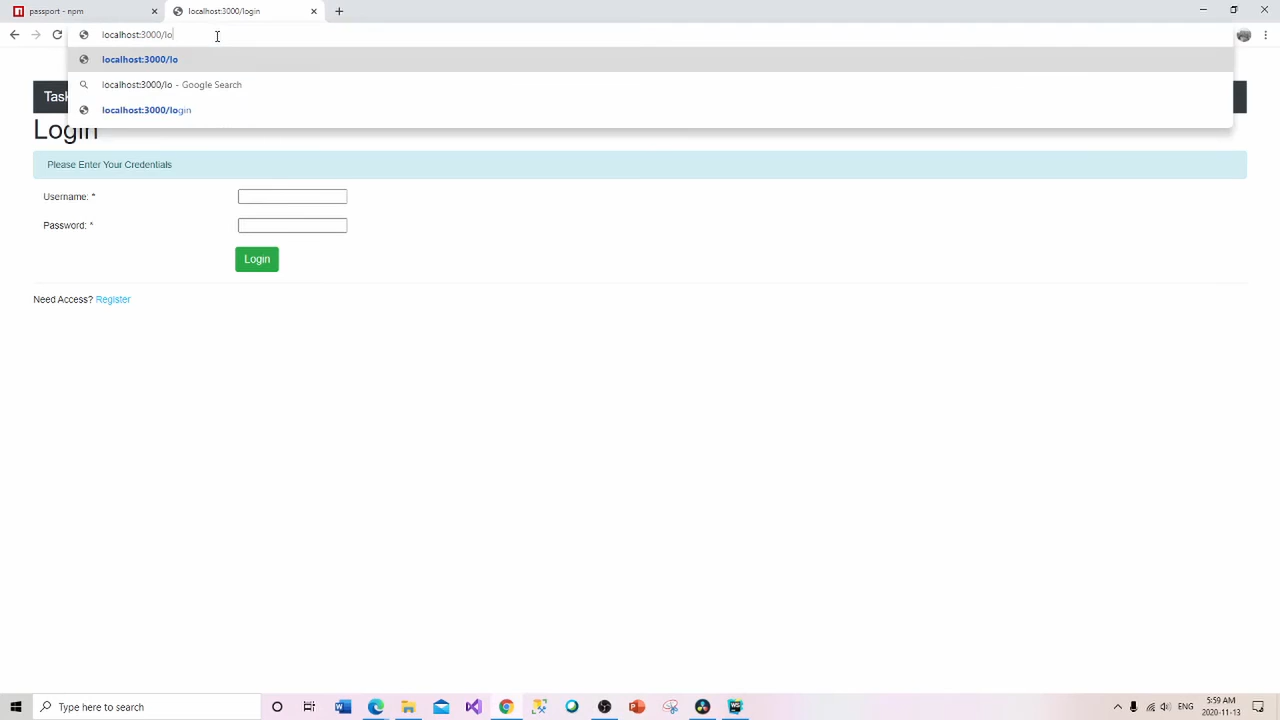 passport - npm
localhost:3000/login
localhost:3000/lo
localhost:3000/lo
localhost:3000/lo - Google Search
localhost:3000/login
Task
Login
Please Enter Your Credentials
Username: *
Password: *
Login
Need Access? Register
Type here to search
ENG
5:59 AM
2020-11-13